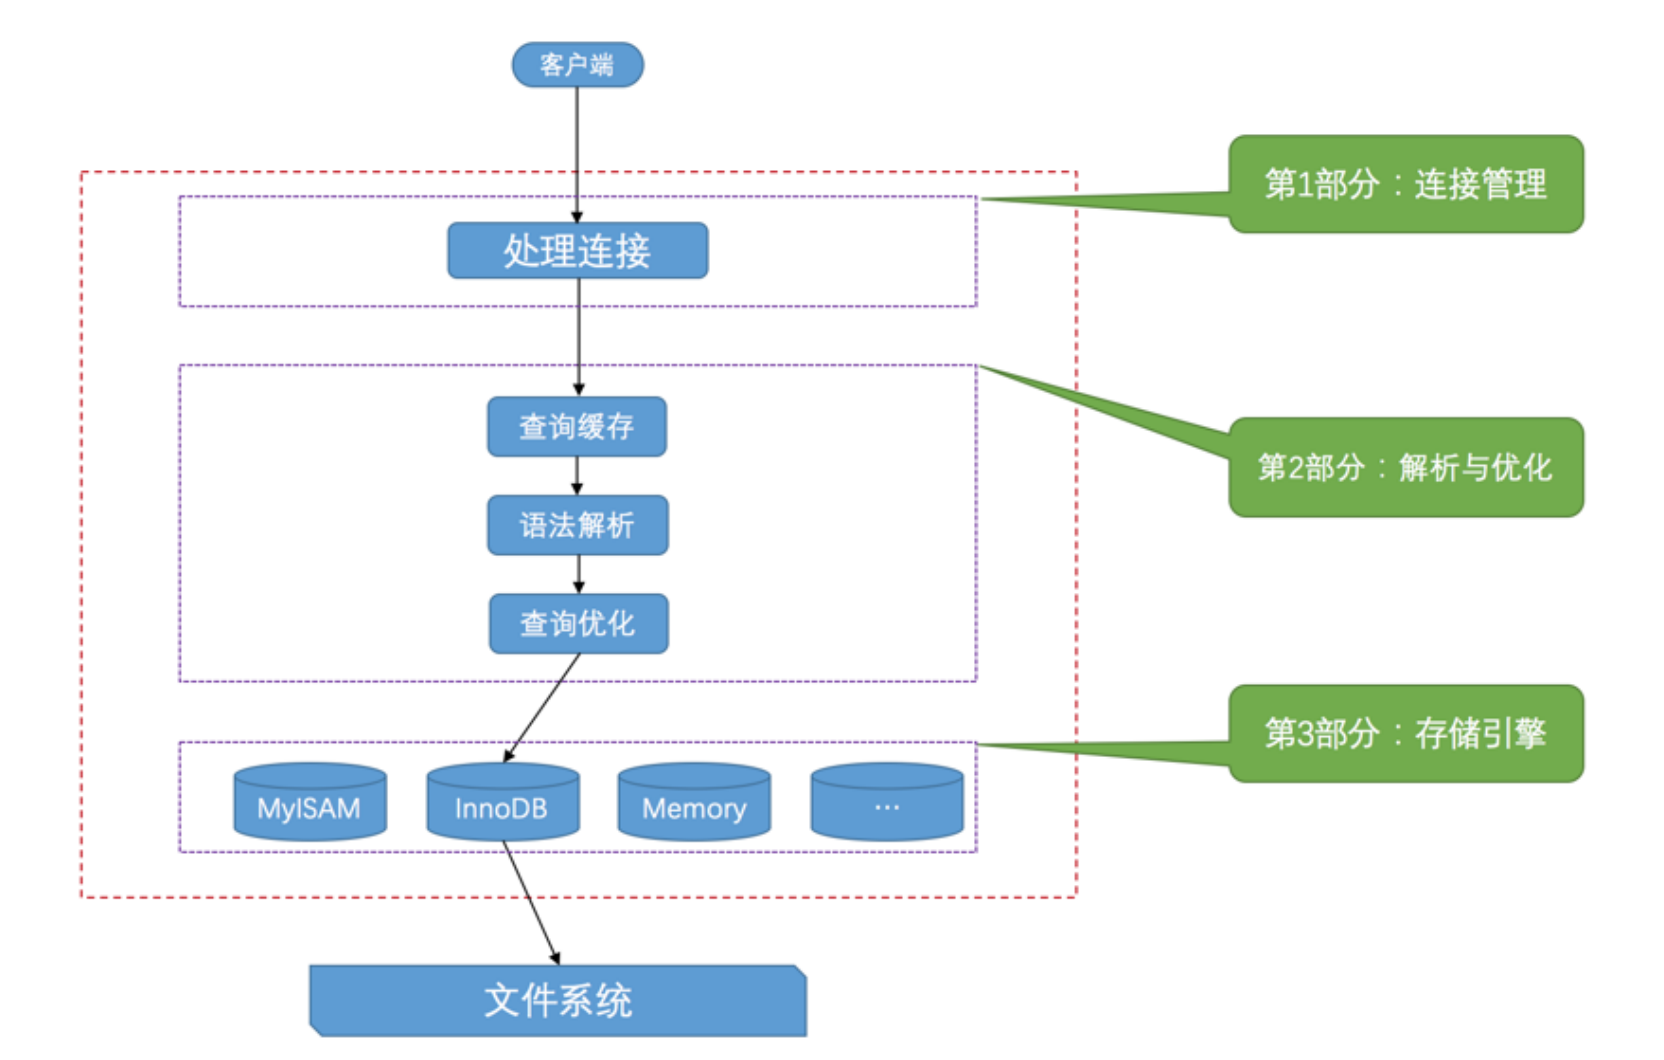 客户端
第1部分：连接管理
处理连接
查询缓存
第2部分：解析与优化
语法解析
查询优化
第3部分：存储引擎
MyISAM
InnoDB
Memory
...
文件系统